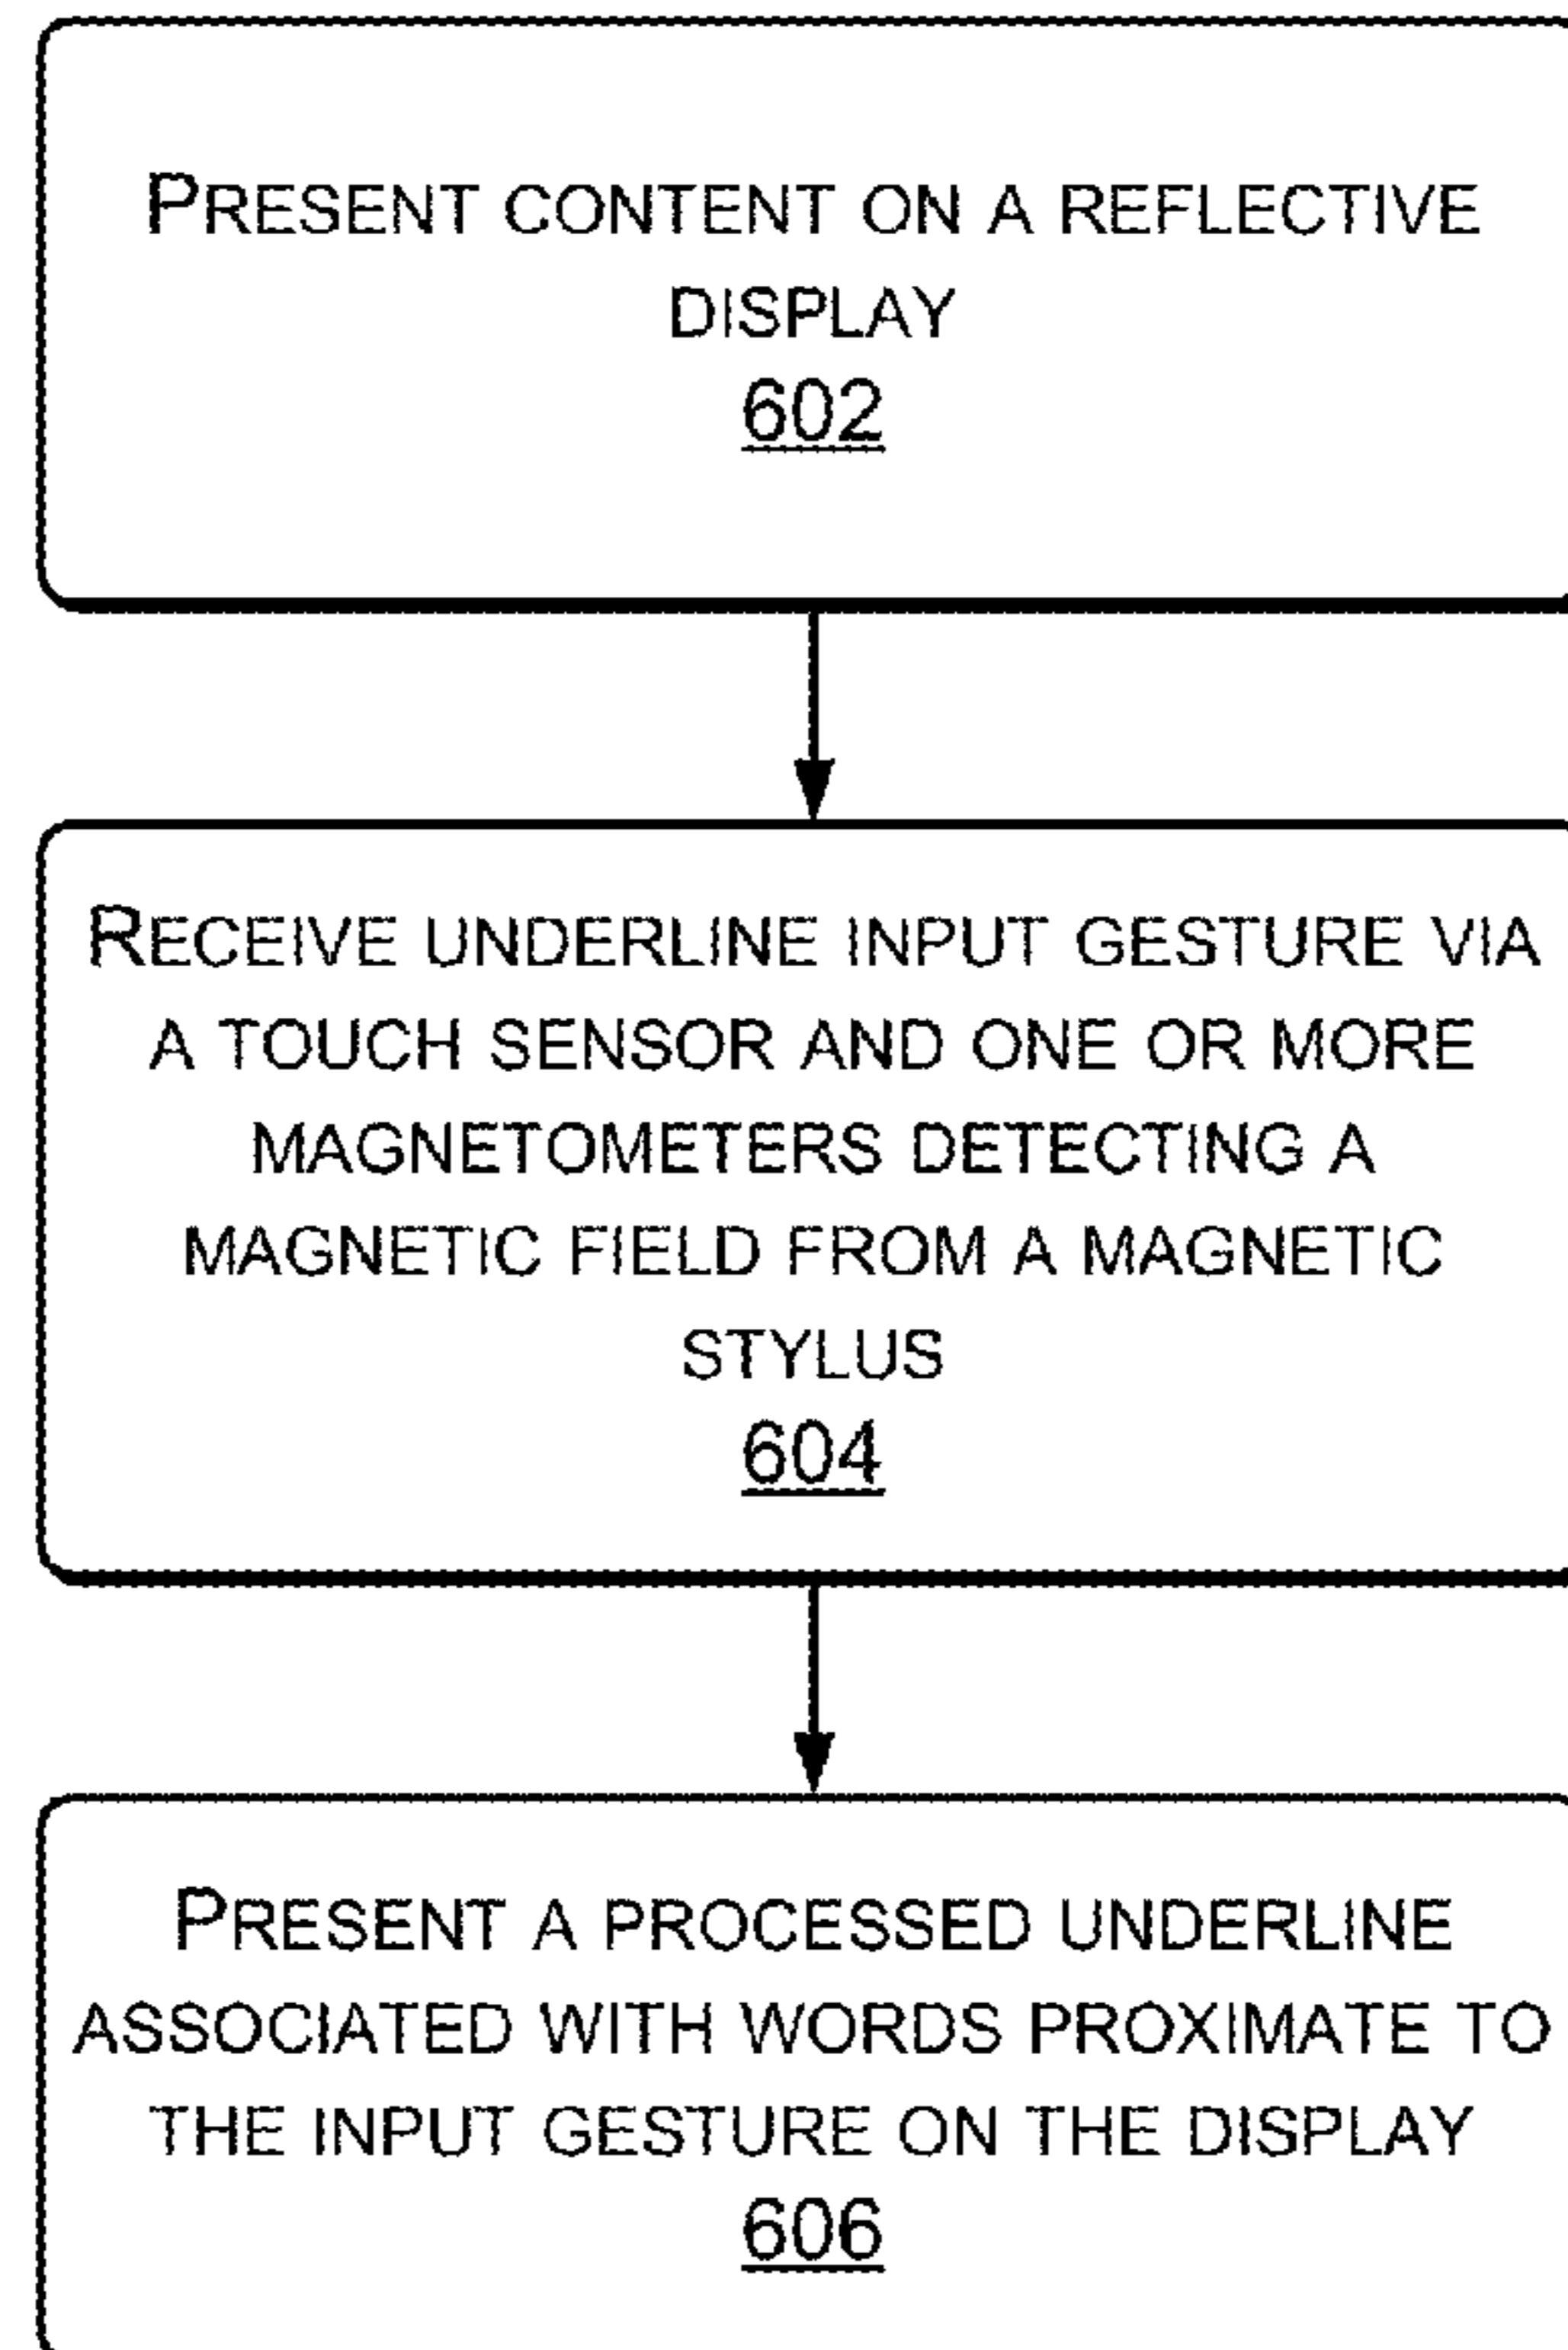 PRESENT CONTENT ON A REFLECTIVE
DISPLAY
602
RECEIVE UNDERLINE INPUT GESTURE VIA
A TOUCH SENSOR AND ONE OR MORE
MAGNETOMETERS DETECTING A
MAGNETIC FIELD FROM A MAGNETIC
STYLUS
604
PRESENT A PROCESSED UNDERLINE
ASSOCIATED WITH WORDS PROXIMATE TO
THE INPUT GESTURE ON THE DISPLAY
606